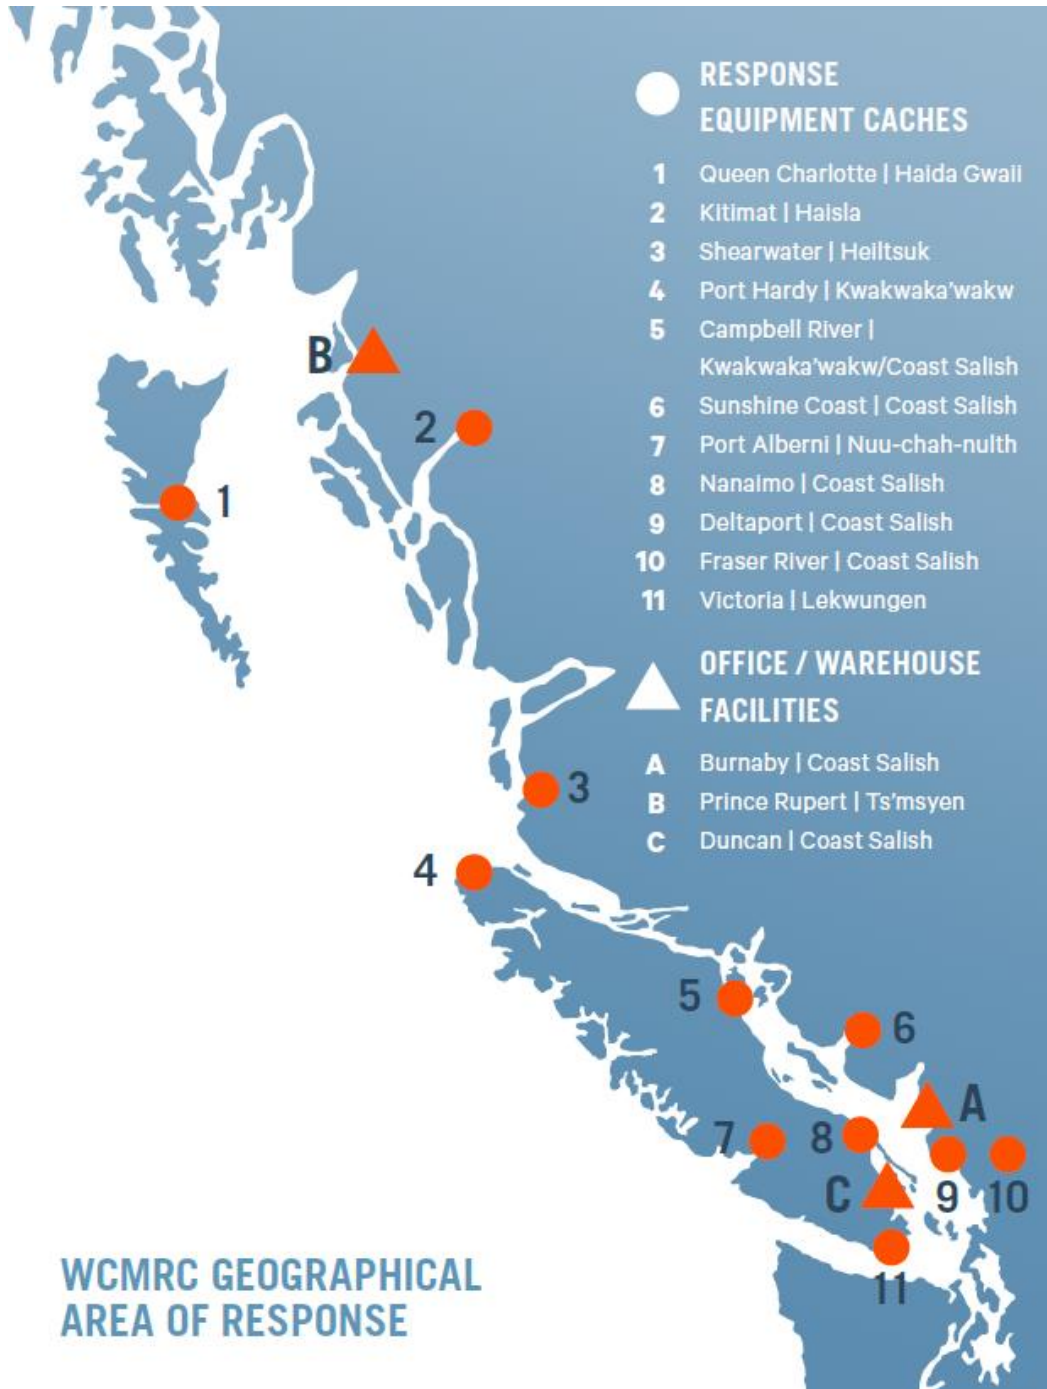 RESPONSE
EQUIPMENT CACHES
1 Queen Charlotte | Haida Gwaii
2 Kitimat | Haisla
3 Shearwater | Heiltsuk
4 Port Hardy | Kwakwaka'wakw
5 Campbell River |
Kwakwaka'wakw/Coast Salish
6 Sunshine Coast | Coast Salish
7 Port Alberni | Nuu-chah-nulth
8 Nanaimo | Coast Salish
9 Deltaport | Coast Salish
10 Fraser River | Coast Salish
11 Victoria | Lekwungen
OFFICE / WAREHOUSE
FACILITIES
A Burnaby | Coast Salish
B Prince Rupert | Ts'msyen
C Duncan | Coast Salish
B
2
1
3
4
5
6
A
7
8
C
9
10
11
WCMRC GEOGRAPHICAL
AREA OF RESPONSE